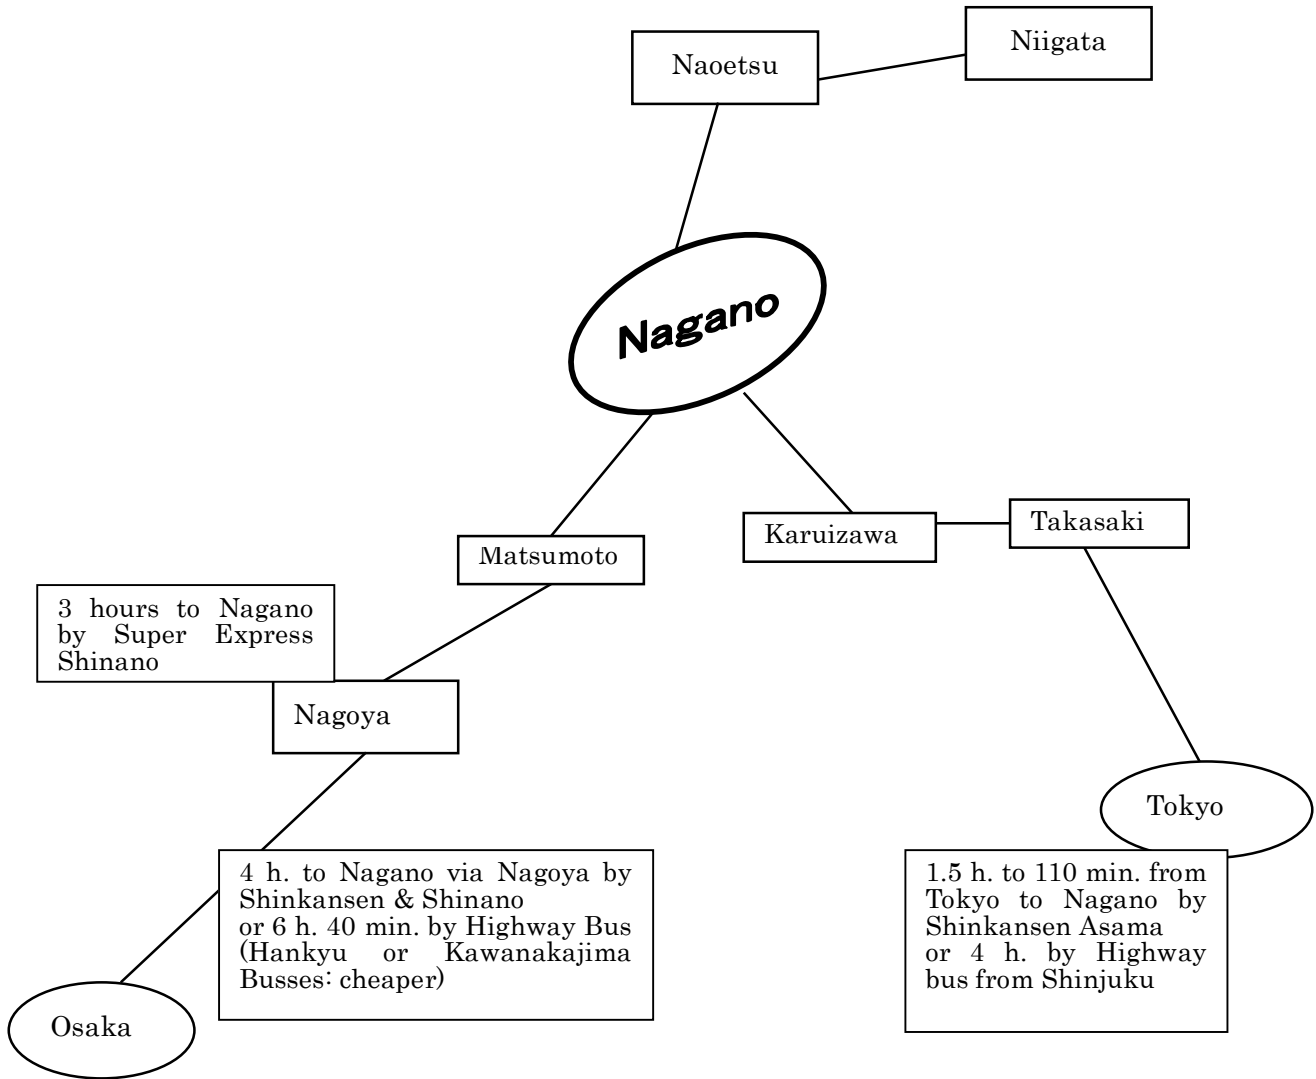 Niigata
Naoetsu
Nagano
Takasaki
Karuizawa
Matsumoto
3 hours to Nagano
by Super Express
Shinano
Nagoya
Tokyo
4 h. to Nagano via Nagoya by
Shinkansen & Shinano
or 6 h. 40 min. by Highway Bus
(Hankyu or Kawanakajima
Busses: cheaper)
1.5 h. to 110 min. from
Tokyo to Nagano by
Shinkansen Asama
or 4 h. by Highway
bus from Shinjuku
Osaka